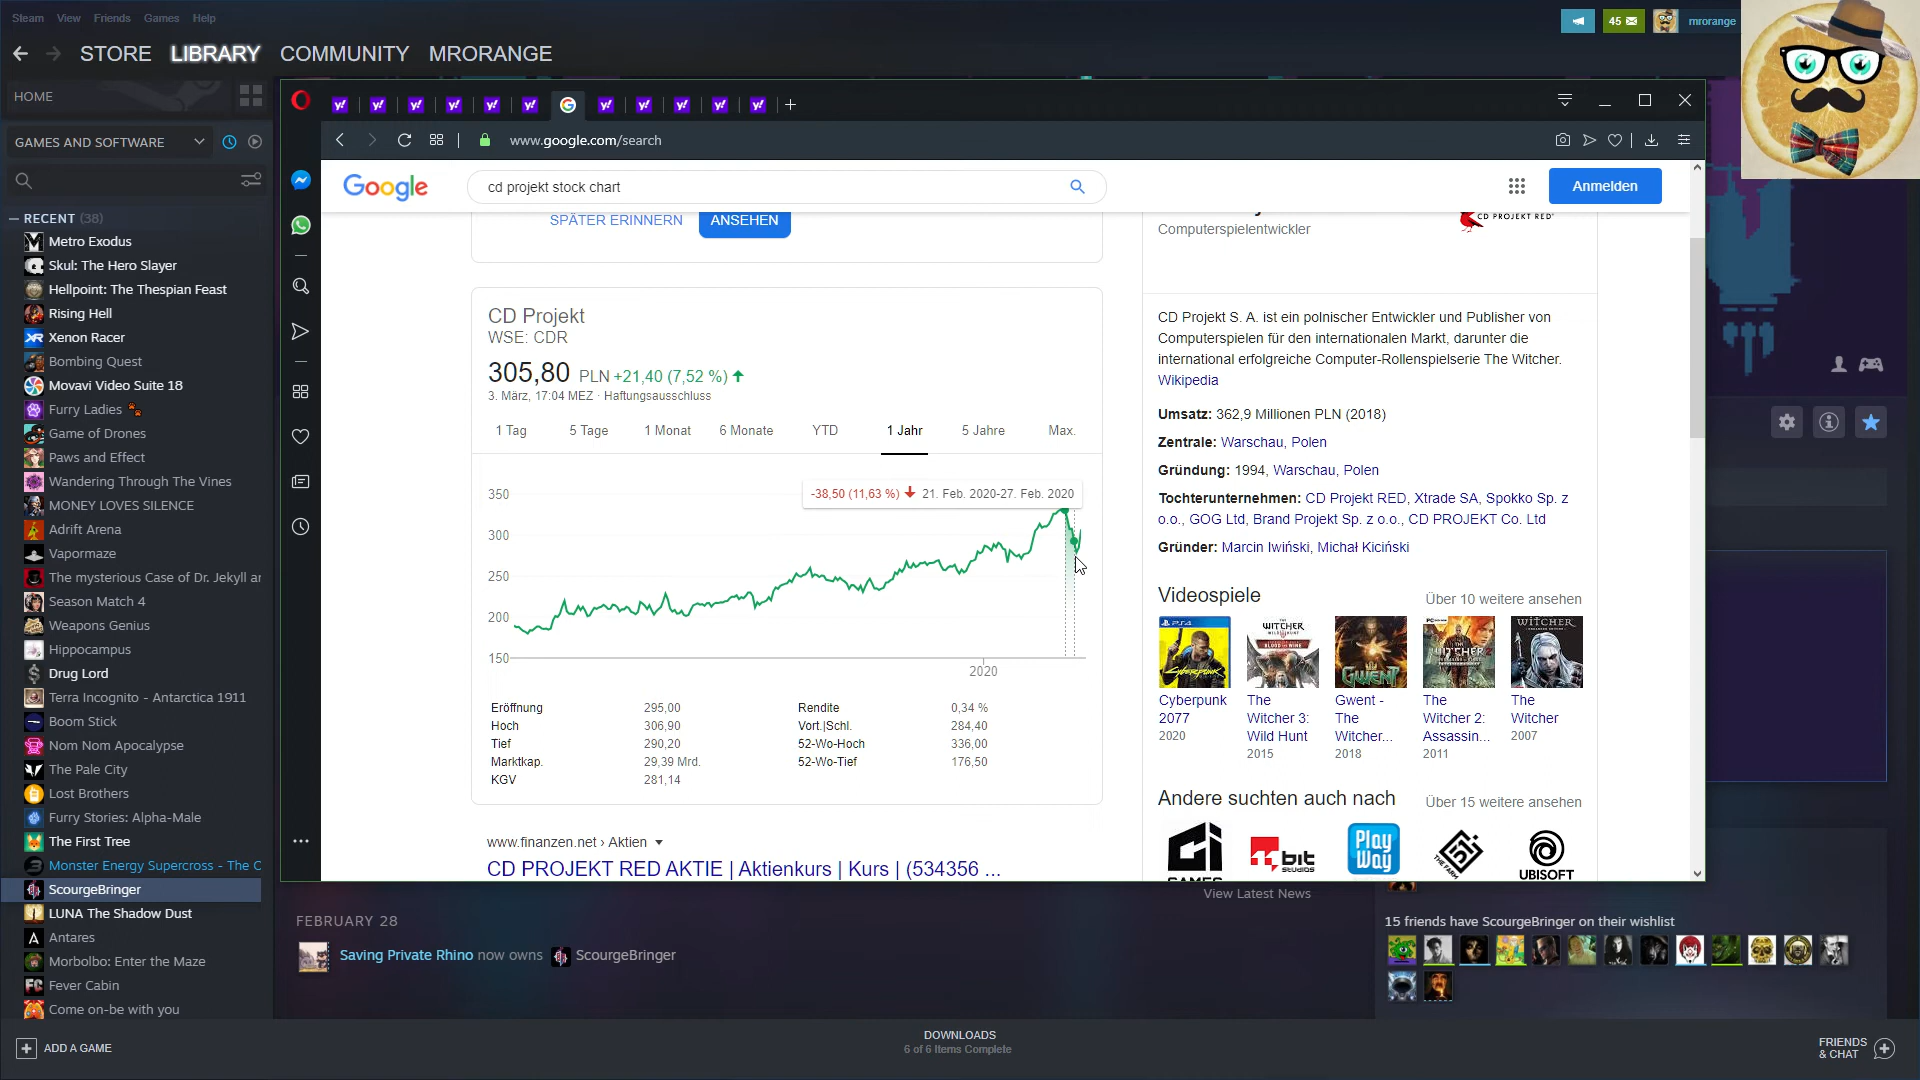 Steam View Friends Games Help
45
mrorange
STORE LIBRARY COMMUNITY MRORANGE
HOME
GAMES AND SOFTWARE
RECENT (38)
Metro Exodus
Skul: The Hero Slayer
Hellpoint: The Thespian Feast
Rising Hell
Xenon Racer
Bombing Quest
Movavi Video Suite 18
Furry Ladies
Game of Drones
Paws and Effect
Wandering Through The Vines
MONEY LOVES SILENCE
Adrift Arena
Vapormaze
The mysterious Case of Dr. Jekyll ar
Season Match 4
Weapons Genius
Hippocampus
Drug Lord
Terra Incognito - Antarctica 1911
Boom Stick
Nom Nom Apocalypse
The Pale City
Lost Brothers
Furry Stories: Alpha-Male
The First Tree
Monster Energy Supercross - The O
ScourgeBringer
LUNA The Shadow Dust
Antares
Morbolbo: Enter the Maze
Fever Cabin
Come on-be with you
ADD A GAME
www.google.com/search
Google
cd projekt stock chart
Anmelden
SPÄTER ERINNERN ANSEHEN
CD Projekt
WSE: CDR
305,80 PLN +21,40 (7,52 %)
3. März, 17:04 MEZ · Haftungsausschluss
1 Tag 5 Tage 1 Monat 6 Monate YTD 1 Jahr 5 Jahre Max.
-38,50 (11,63 %) 21. Feb. 2020-27. Feb. 2020
350
300
250
200
150
2020
Eröffnung 295,00 Rendite 0,34 %
Hoch 306,90 Vort.|Schl. 284,40
Tief 290,20 52-Wo-Hoch 336,00
Marktkap. 29,39 Mrd. 52-Wo-Tief 176,50
KGV 281,14
www.finanzen.net › Aktien
CD PROJEKT RED AKTIE | Aktienkurs | Kurs | (534356 ...
CD PROJEKT RED
Computerspielentwickler
CD Projekt S. A. ist ein polnischer Entwickler und Publisher von
Computerspielen für den internationalen Markt, darunter die
international erfolgreiche Computer-Rollenspielserie The Witcher.
Wikipedia
Umsatz: 362,9 Millionen PLN (2018)
Zentrale: Warschau, Polen
Gründung: 1994, Warschau, Polen
Tochterunternehmen: CD Projekt RED, Xtrade SA, Spokko Sp. z
o.o., GOG Ltd, Brand Projekt Sp. z o.o., CD PROJEKT Co. Ltd
Gründer: Marcin Iwiński, Michał Kiciński
Videospiele
Über 10 weitere ansehen
Cyberpunk
2077
2020
The
Witcher 3:
Wild Hunt
2015
Gwent -
The
Witcher...
2018
The
Witcher 2:
Assassin...
2011
The
Witcher
2007
Andere suchten auch nach
Über 15 weitere ansehen
GAMES
bit
STUDIOS
Play
Way
THE FARM
UBISOFT
View Latest News
FEBRUARY 28
Saving Private Rhino now owns ScourgeBringer
15 friends have ScourgeBringer on their wishlist
DOWNLOADS
6 of 6 Items Complete
FRIENDS
& CHAT